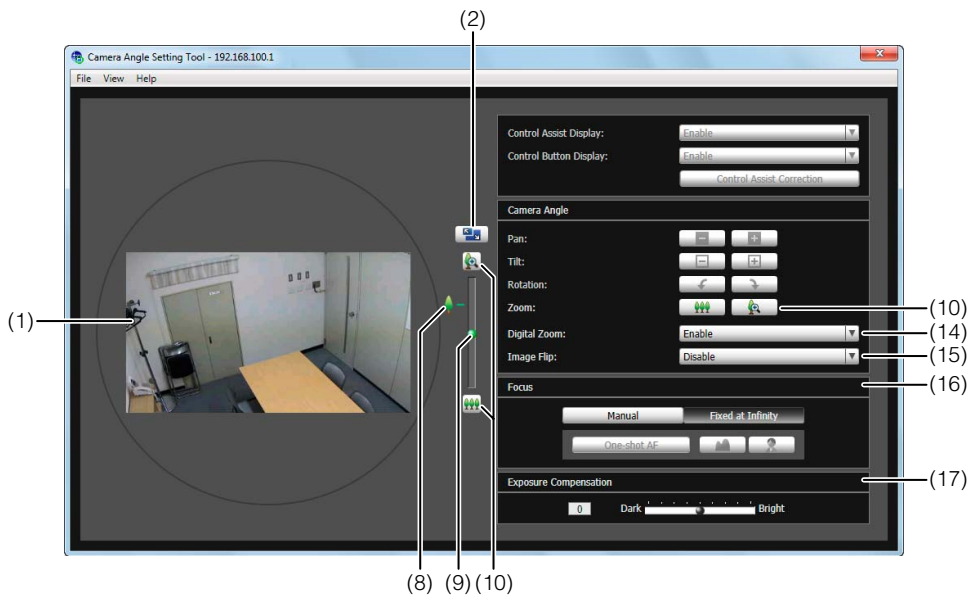 (2)
Camera Angle Setting Tool - 192.168.100.1
File View Help
Control Assist Display: Enable
Control Button Display: Enable
Control Assist Correction
Camera Angle
Pan:
Tilt:
Rotation:
(1)
Zoom:
(10)
Digital Zoom: Enable
(14)
Image Flip: Disable
(15)
Focus
(16)
Manual Fixed at Infinity
One-shot AF
Exposure Compensation
(17)
0 Dark Bright
(8) (9) (10)